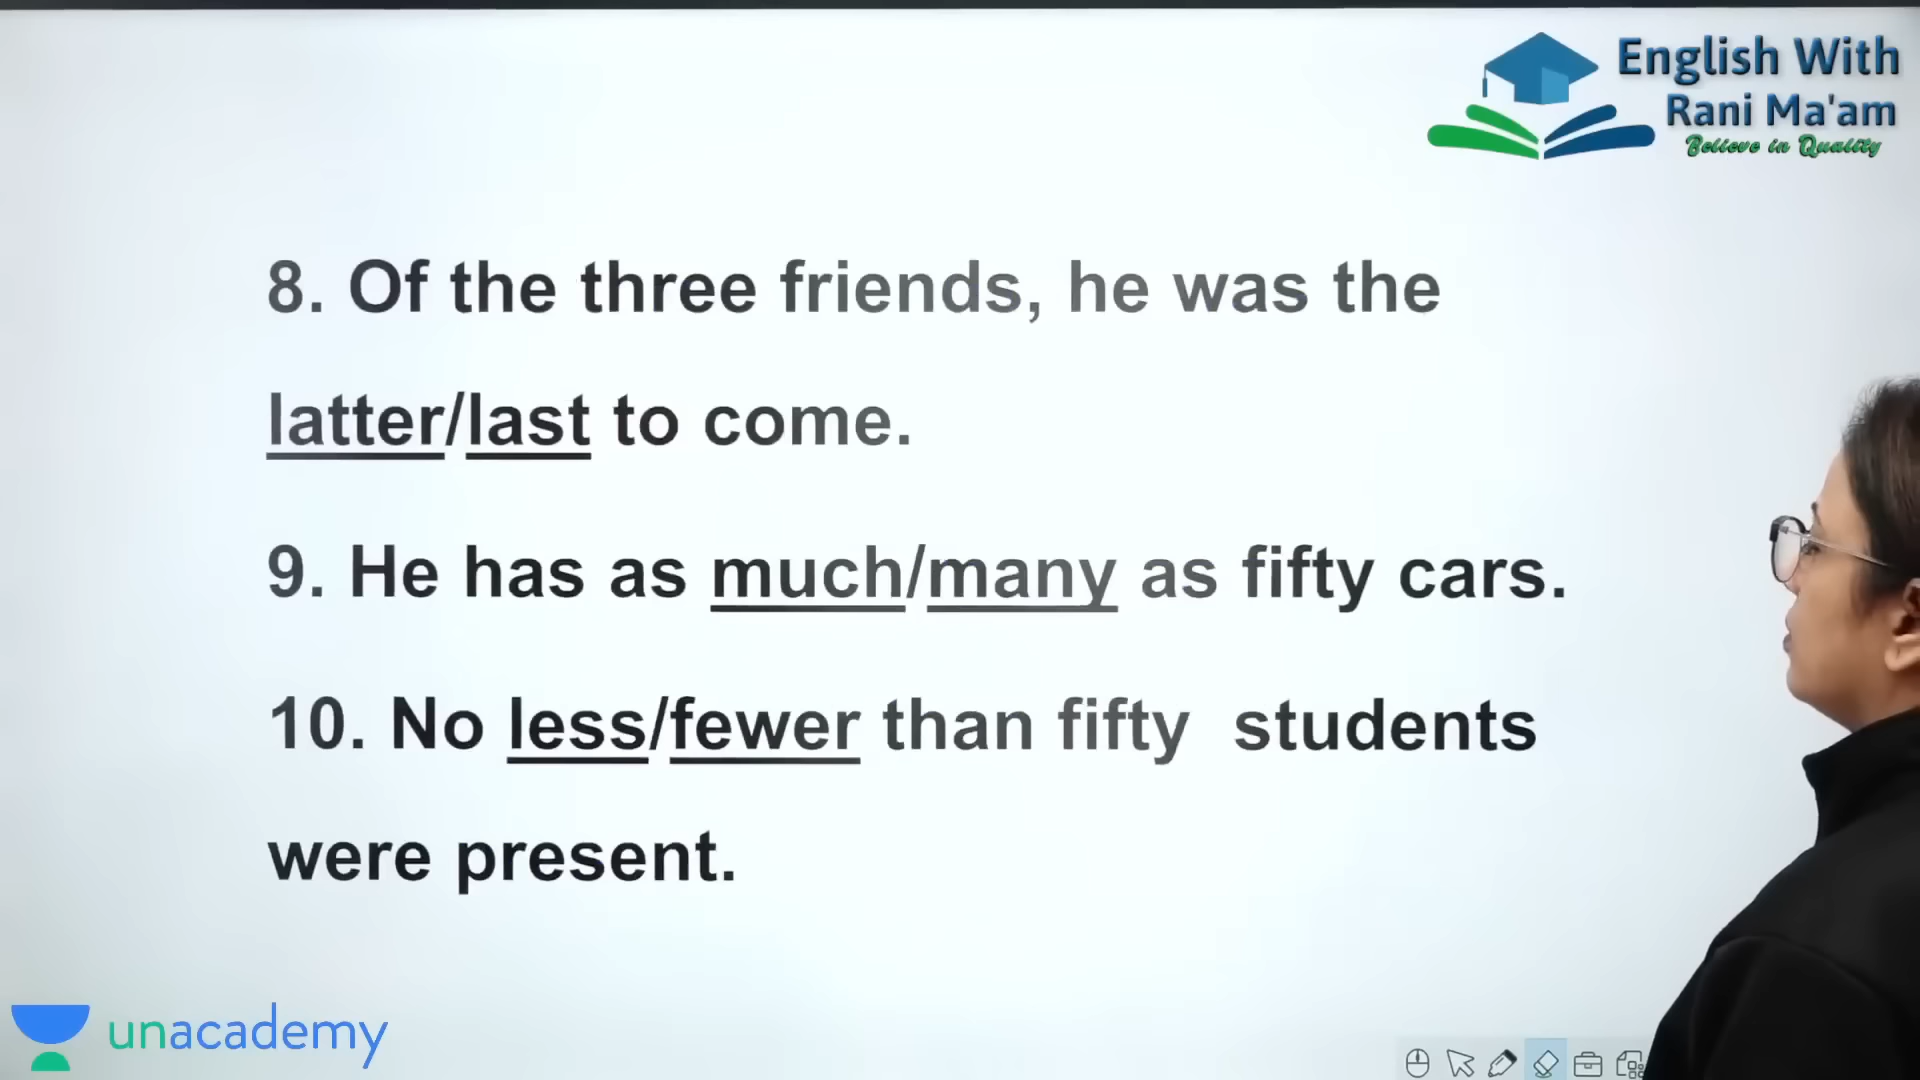 English With
Rani Ma'am
Believe in Quality
8. Of the three friends, he was the
latter/last to come.
9. He has as much/many as fifty cars.
10. No less/fewer than fifty students
were present.
unacademy